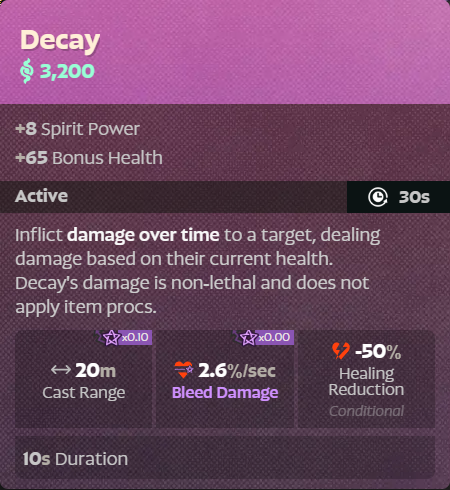 Decay
3,200
+8 Spirit Power
+65 Bonus Health
Active
30s
Inflict damage over time to a target, dealing
damage based on their current health.
Decay's damage is non-lethal and does not
apply item procs.
x0.10
20m
Cast Range
x0.00
2.6%/sec
Bleed Damage
-50%
Healing
Reduction
Conditional
10s Duration